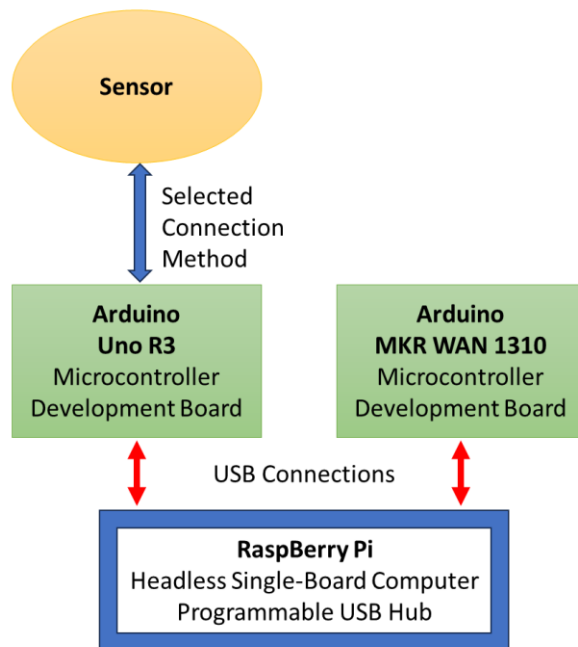 Sensor
Selected
Connection
Method
Arduino
Uno R3
Microcontroller
Development Board
Arduino
MKR WAN 1310
Microcontroller
Development Board
USB Connections
RaspBerry Pi
Headless Single-Board Computer
Programmable USB Hub